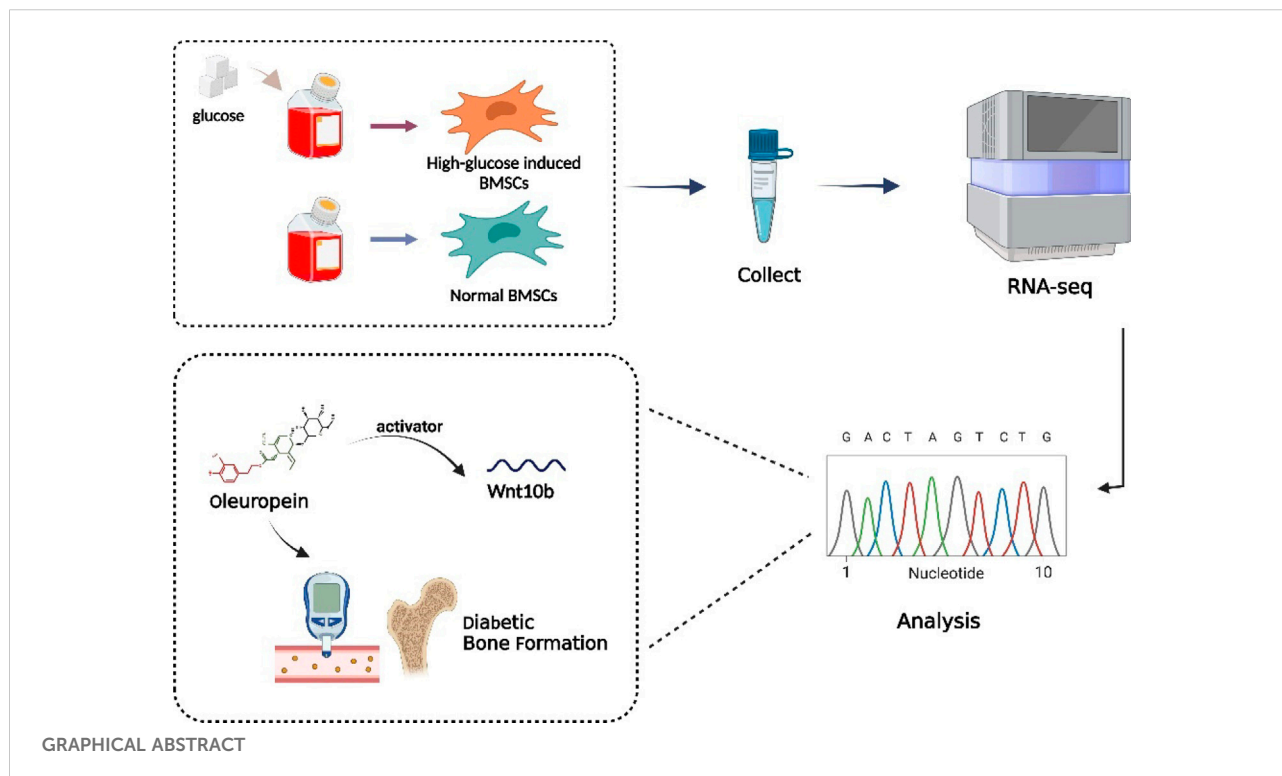 glucose
High-glucose induced
BMSCs
Normal BMSCs
Collect
RNA-seq
activator
Oleuropein
Wnt10b
Diabetic
Bone Formation
G A C T A G T C T G
1 Nucleotide 10
Analysis
GRAPHICAL ABSTRACT